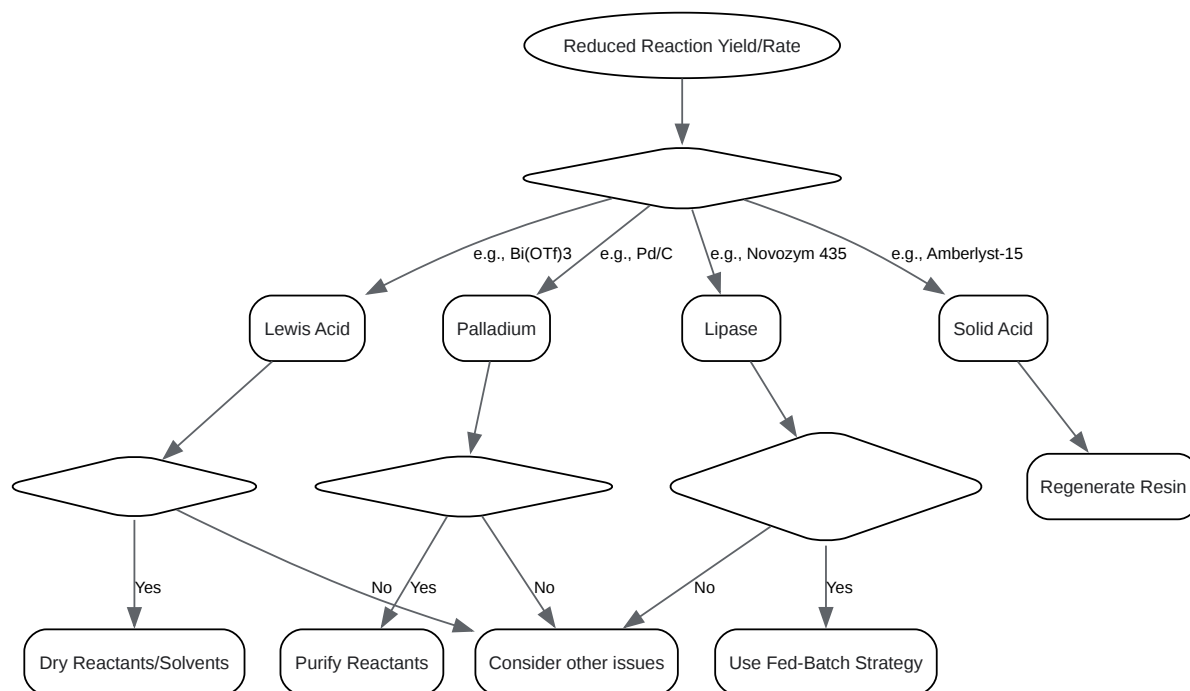 Reduced Reaction Yield/Rate
e.g., Bi(OTf)3
e.g., Pd/C
e.g., Novozym 435
e.g., Amberlyst-15
Lewis Acid
Palladium
Lipase
Solid Acid
Regenerate Resin
Yes
No
Yes
No
No
Yes
Dry Reactants/Solvents
Purify Reactants
Consider other issues
Use Fed-Batch Strategy